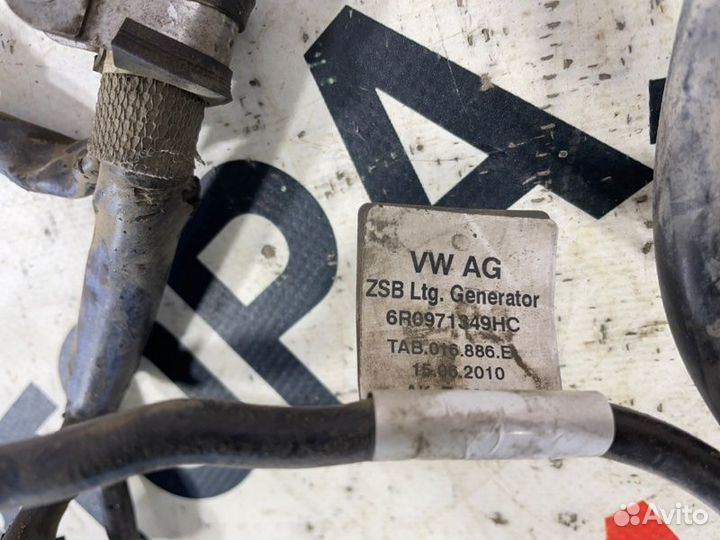 VW AG
ZSB Ltg. Generator
6R0971349HC
TAB.016.886.E
15.06.2010
Avito